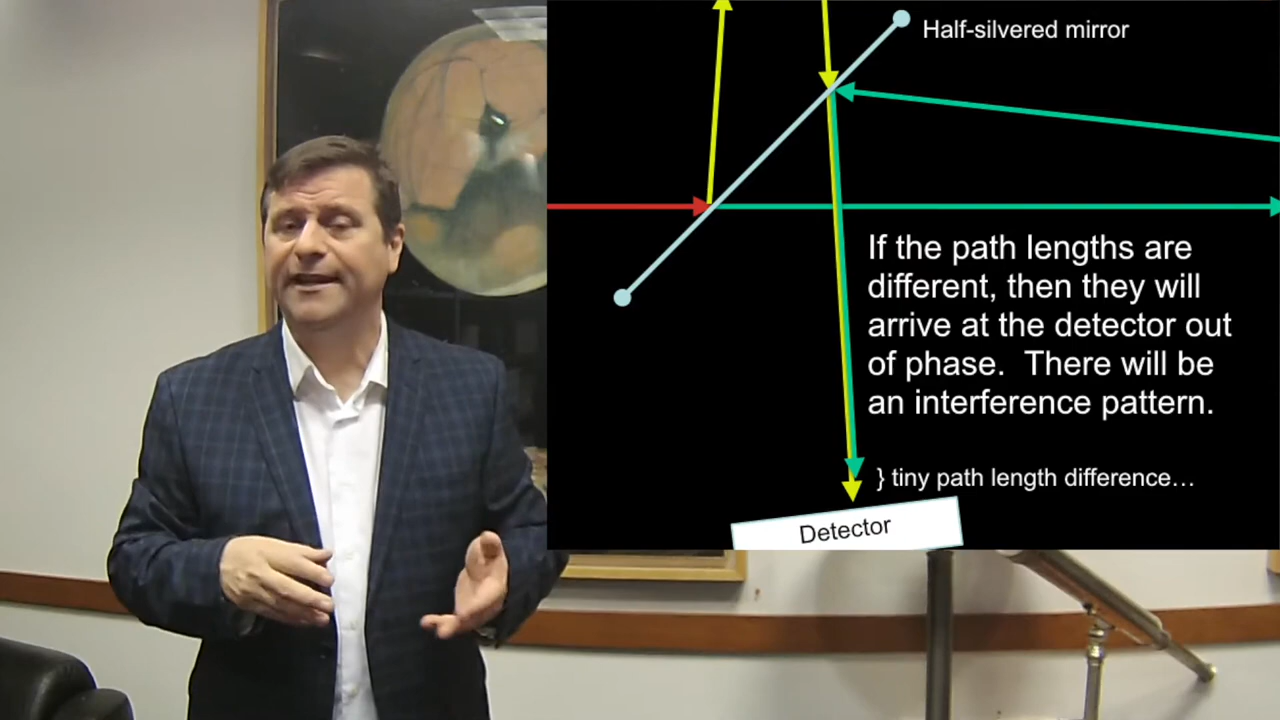 Half-silvered mirror
If the path lengths are
different, then they will
arrive at the detector out
of phase.  There will be
an interference pattern.
} tiny path length difference…
Detector